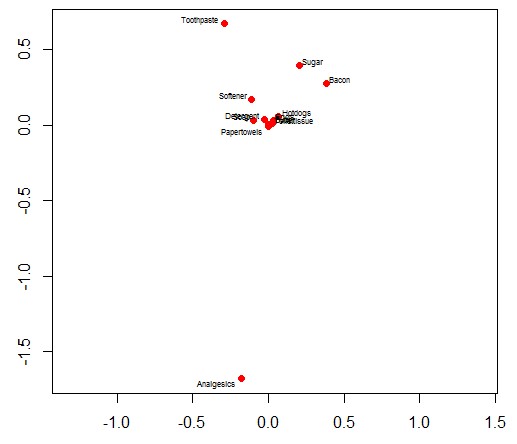 Toothpaste
Sugar
Bacon
Softener
Hotdogs
Detergent
Papertowels
Analgesics
0.5
0.0
-0.5
-1.0
-1.5
-1.0 -0.5 0.0 0.5 1.0 1.5